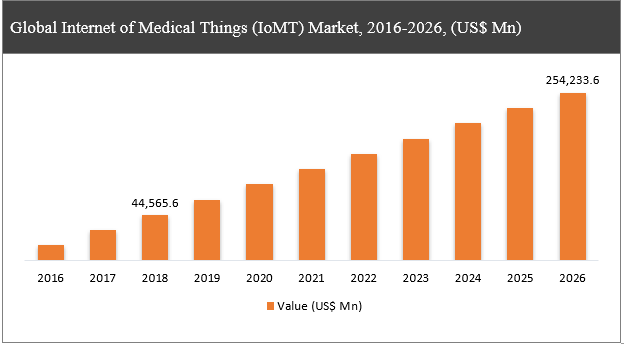 Global Internet of Medical Things (IoMT) Market, 2016-2026, (US$ Mn)
254,233.6
44,565.6
2016 2017 2018 2019 2020 2021 2022 2023 2024 2025 2026
Value (US$ Mn)